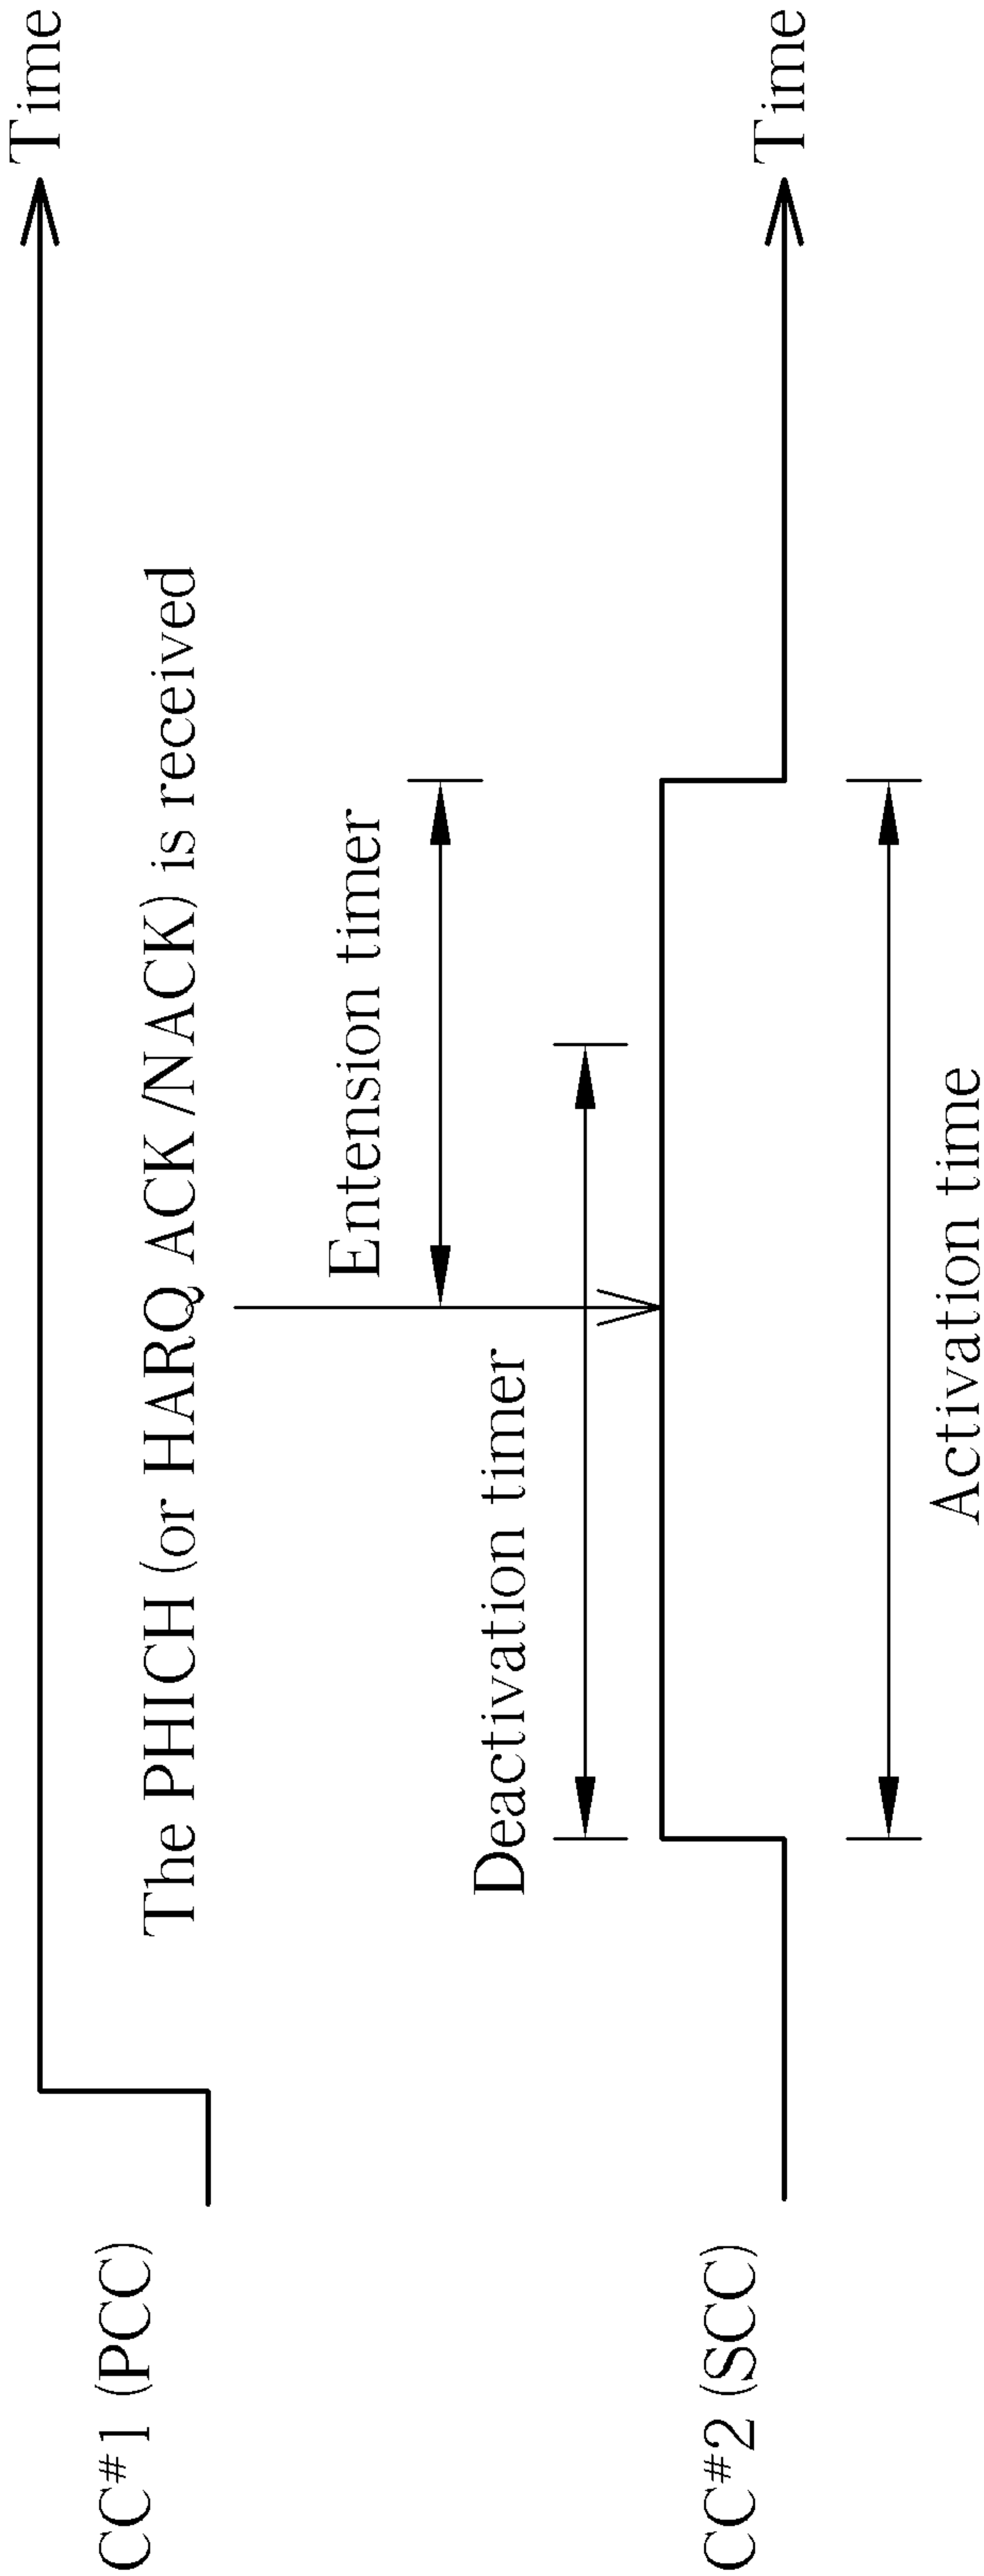 CC#1 (PCC)
Time
The PHICH (or HARQ ACK/NACK) is received
Entension timer
Deactivation timer
CC#2 (SCC)
Time
Activation time